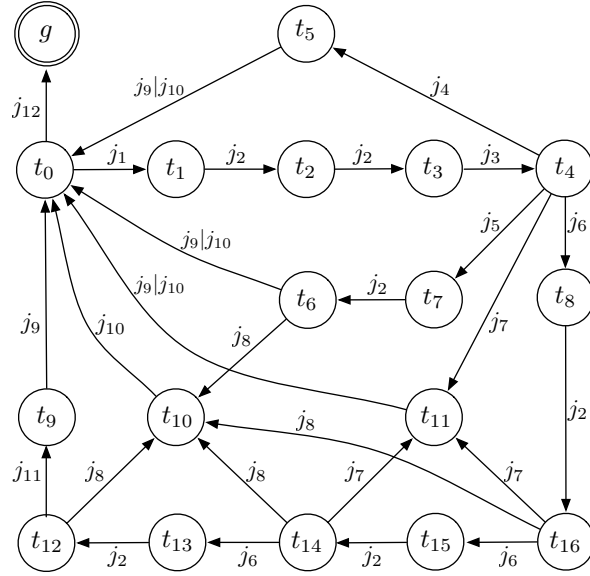 g t₅
j₁₂ j₉|j₁₀ j₄
t₀ j₁ t₁ j₂ t₂ j₂ t₃ j₃ t₄
j₉|j₁₀ j₅ j₆
j₉|j₁₀ t₆ j₂ t₇ t₈
j₉ j₁₀ j₈ j₇
t₉ t₁₀ j₈ t₁₁ j₂
j₁₁ j₈ j₈ j₇ j₇
t₁₂ j₂ t₁₃ j₆ t₁₄ j₂ t₁₅ j₆ t₁₆